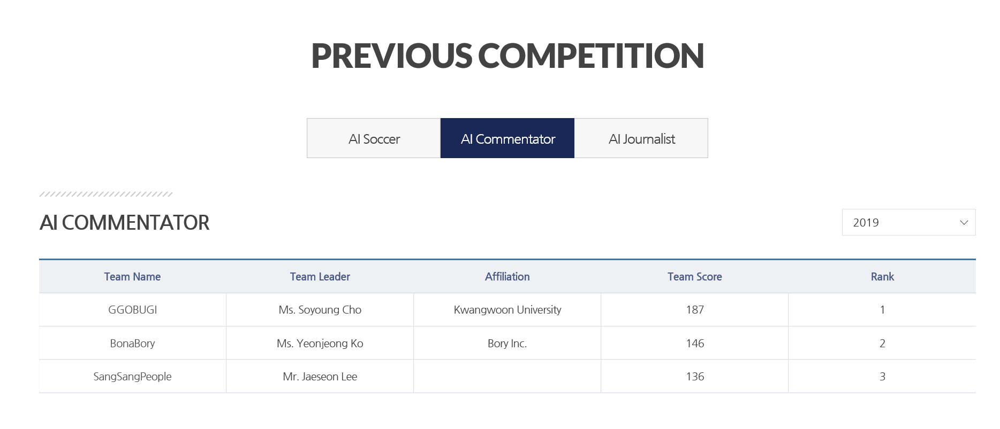 PREVIOUS COMPETITION
AI Soccer AI Commentator AI Journalist
AI COMMENTATOR
2019
Team Name Team Leader Affiliation Team Score Rank
GGOBUGI Ms. Soyoung Cho Kwangwoon University 187 1
BonaBory Ms. Yeonjeong Ko Bory Inc. 146 2
SangSangPeople Mr. Jaeseon Lee 136 3